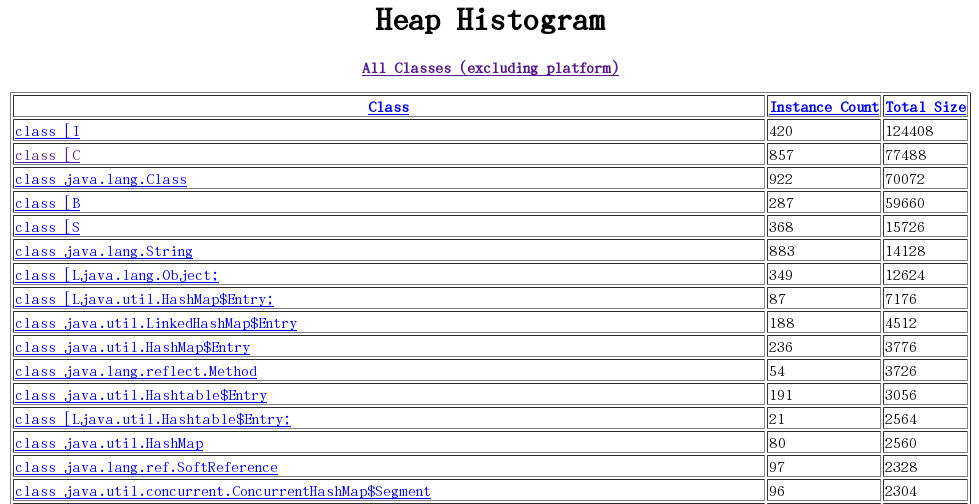 Heap Histogram
All Classes (excluding platform)
Class Instance Count Total Size
class [I 420 124408
class [C 857 77488
class java.lang.Class 922 70072
class [B 287 59660
class [S 368 15726
class java.lang.String 883 14128
class [Ljava.lang.Object; 349 12624
class [Ljava.util.HashMap$Entry; 87 7176
class java.util.LinkedHashMap$Entry 188 4512
class java.util.HashMap$Entry 236 3776
class java.lang.reflect.Method 54 3726
class java.util.Hashtable$Entry 191 3056
class [Ljava.util.Hashtable$Entry; 21 2564
class java.util.HashMap 80 2560
class java.lang.ref.SoftReference 97 2328
class java.util.concurrent.ConcurrentHashMap$Segment 96 2304